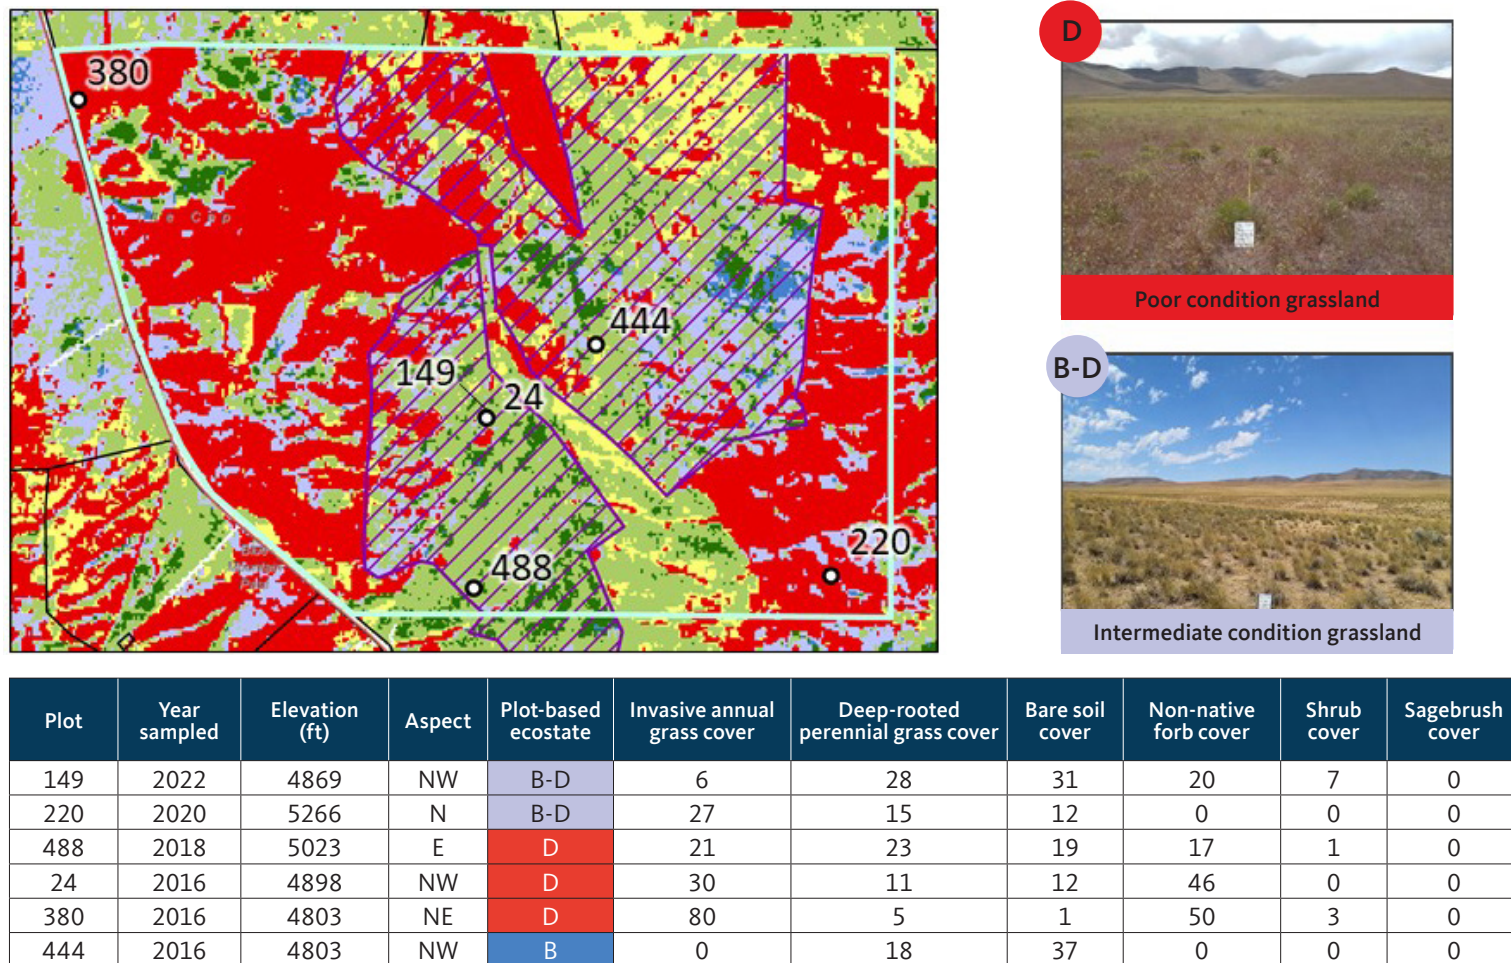 380
444
149
24
220
488
D
Poor condition grassland
B-D
Intermediate condition grassland
Plot Year sampled Elevation (ft) Aspect Plot-based ecostate Invasive annual grass cover Deep-rooted perennial grass cover Bare soil cover Non-native forb cover Shrub cover Sagebrush cover
149 2022 4869 NW B-D 6 28 31 20 7 0
220 2020 5266 N B-D 27 15 12 0 0 0
488 2018 5023 E D 21 23 19 17 1 0
24 2016 4898 NW D 30 11 12 46 0 0
380 2016 4803 NE D 80 5 1 50 3 0
444 2016 4803 NW B 0 18 37 0 0 0